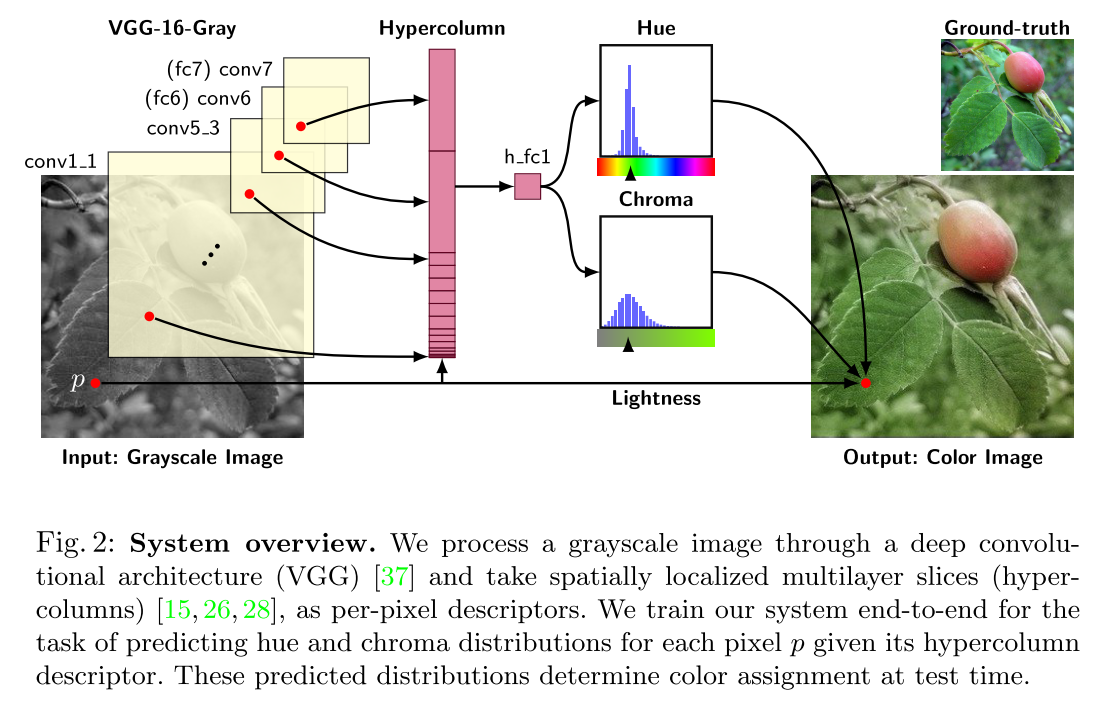 VGG-16-Gray
Hypercolumn
Hue
Ground-truth
(fc7) conv7
(fc6) conv6
conv5_3
conv1_1
h_fc1
Chroma
p
Lightness
Input: Grayscale Image
Output: Color Image
Fig. 2: System overview. We process a grayscale image through a deep convolu-
tional architecture (VGG) [37] and take spatially localized multilayer slices (hyper-
columns) [15, 26, 28], as per-pixel descriptors. We train our system end-to-end for the
task of predicting hue and chroma distributions for each pixel p given its hypercolumn
descriptor. These predicted distributions determine color assignment at test time.